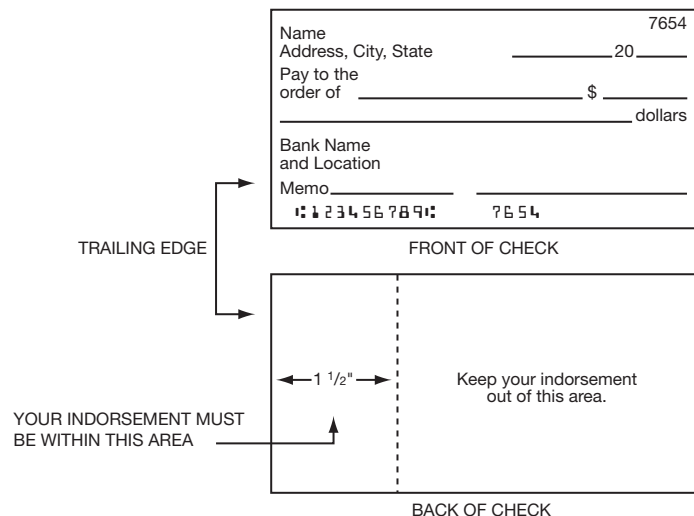 7654
Name
Address, City, State 20
Pay to the
order of $
dollars
Bank Name
and Location
Memo
⑆123456789⑆ 7654
TRAILING EDGE
FRONT OF CHECK
1 1/2"
Keep your indorsement
out of this area.
YOUR INDORSEMENT MUST
BE WITHIN THIS AREA
BACK OF CHECK